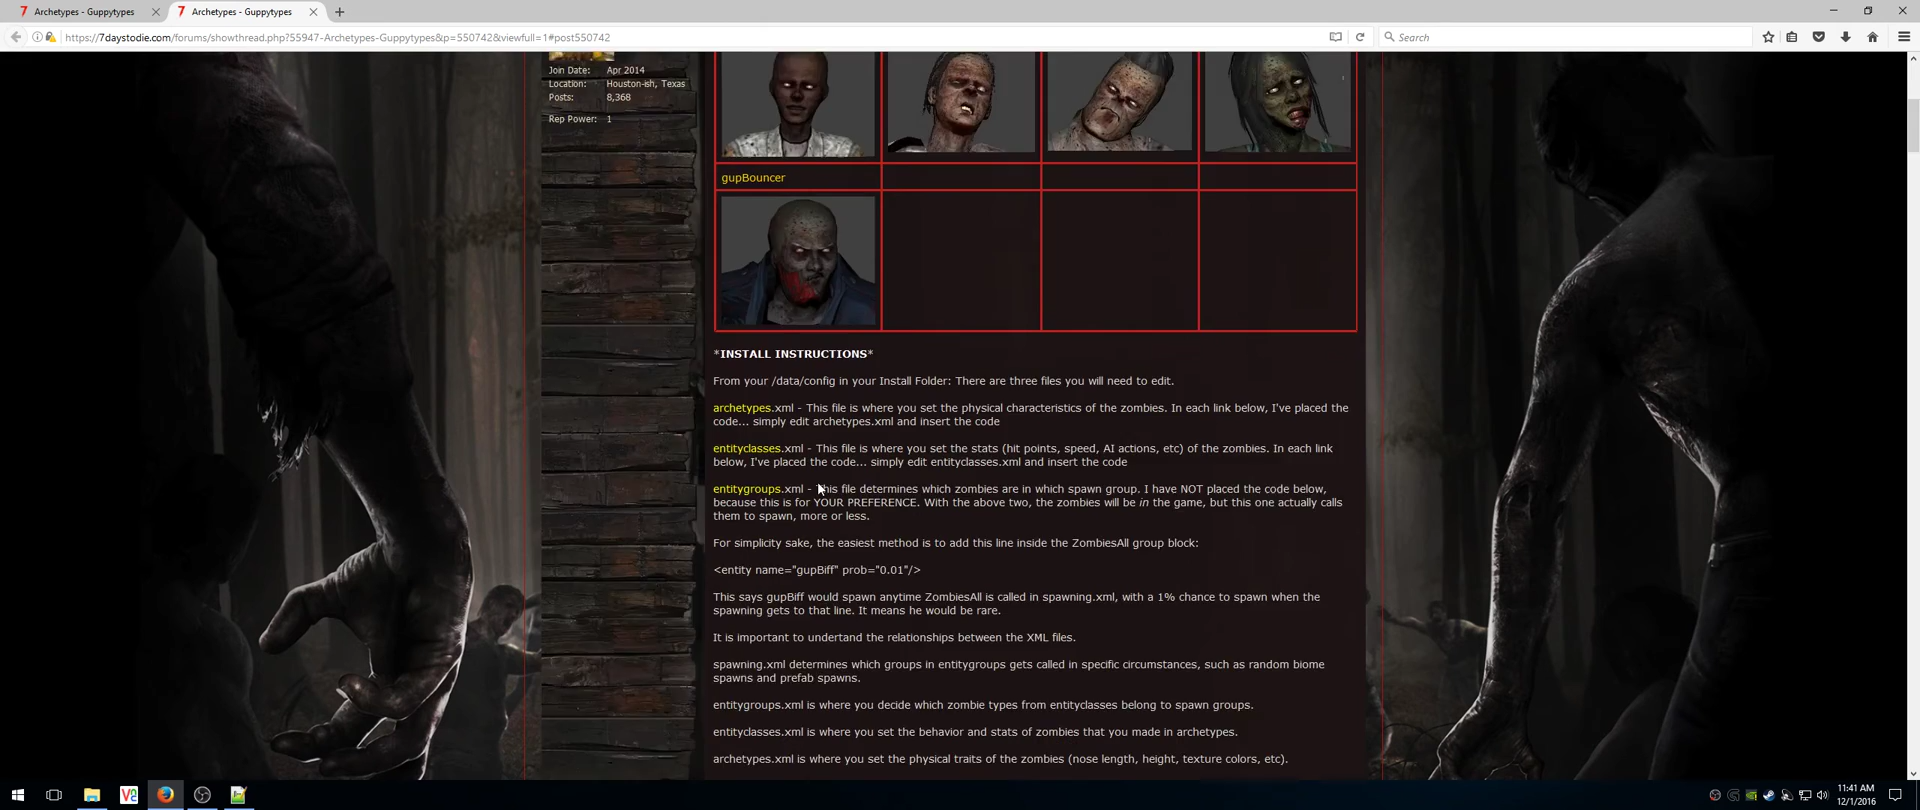 Archetypes - Guppytypes
Archetypes - Guppytypes
https://7daystodie.com/forums/showthread.php?55947-Archetypes-Guppytypes&p=550742&viewfull=1#post550742
Search
Join Date: Apr 2014
Location: Houston-ish, Texas
Posts: 8,368
Rep Power: 1
gupBouncer
*INSTALL INSTRUCTIONS*
From your /data/config in your Install Folder: There are three files you will need to edit.
archetypes.xml - This file is where you set the physical characteristics of the zombies. In each link below, I've placed the
code... simply edit archetypes.xml and insert the code
entityclasses.xml - This file is where you set the stats (hit points, speed, AI actions, etc) of the zombies. In each link
below, I've placed the code... simply edit entityclasses.xml and insert the code
entitygroups.xml - This file determines which zombies are in which spawn group. I have NOT placed the code below,
because this is for YOUR PREFERENCE. With the above two, the zombies will be in the game, but this one actually calls
them to spawn, more or less.
For simplicity sake, the easiest method is to add this line inside the ZombiesAll group block:
<entity name="gupBiff" prob="0.01"/>
This says gupBiff would spawn anytime ZombiesAll is called in spawning.xml, with a 1% chance to spawn when the
spawning gets to that line. It means he would be rare.
It is important to undertand the relationships between the XML files.
spawning.xml determines which groups in entitygroups gets called in specific circumstances, such as random biome
spawns and prefab spawns.
entitygroups.xml is where you decide which zombie types from entityclasses belong to spawn groups.
entityclasses.xml is where you set the behavior and stats of zombies that you made in archetypes.
archetypes.xml is where you set the physical traits of the zombies (nose length, height, texture colors, etc).
11:41 AM
12/1/2016